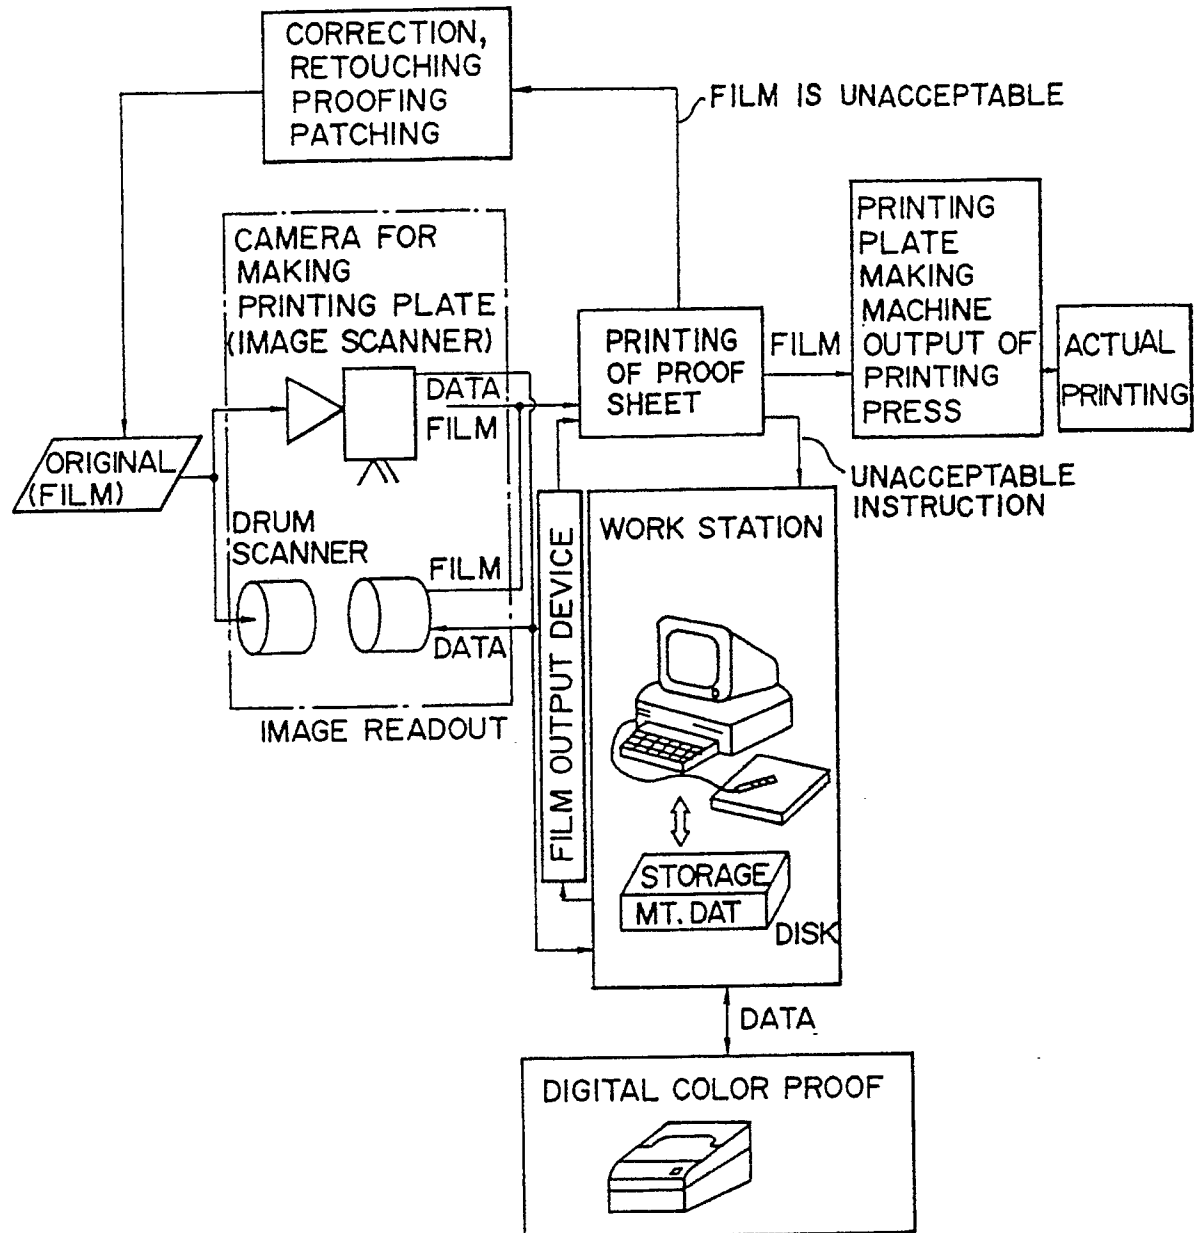 CORRECTION,
RETOUCHING
PROOFING
PATCHING
FILM IS UNACCEPTABLE
CAMERA FOR
MAKING
PRINTING PLATE
(IMAGE SCANNER)
DATA
FILM
PRINTING
OF PROOF
SHEET
FILM
PRINTING
PLATE
MAKING
MACHINE
OUTPUT OF
PRINTING
PRESS
ACTUAL
PRINTING
ORIGINAL
(FILM)
UNACCEPTABLE
INSTRUCTION
DRUM
SCANNER
FILM
DATA
IMAGE READOUT
FILM OUTPUT DEVICE
WORK STATION
STORAGE
MT. DAT
DISK
DATA
DIGITAL COLOR PROOF